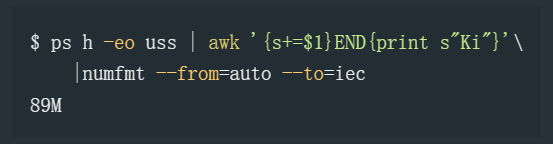 $ ps h -eo uss | awk '{s+=$1}END{print s"Ki"}'\
|numfmt --from=auto --to=iec
89M